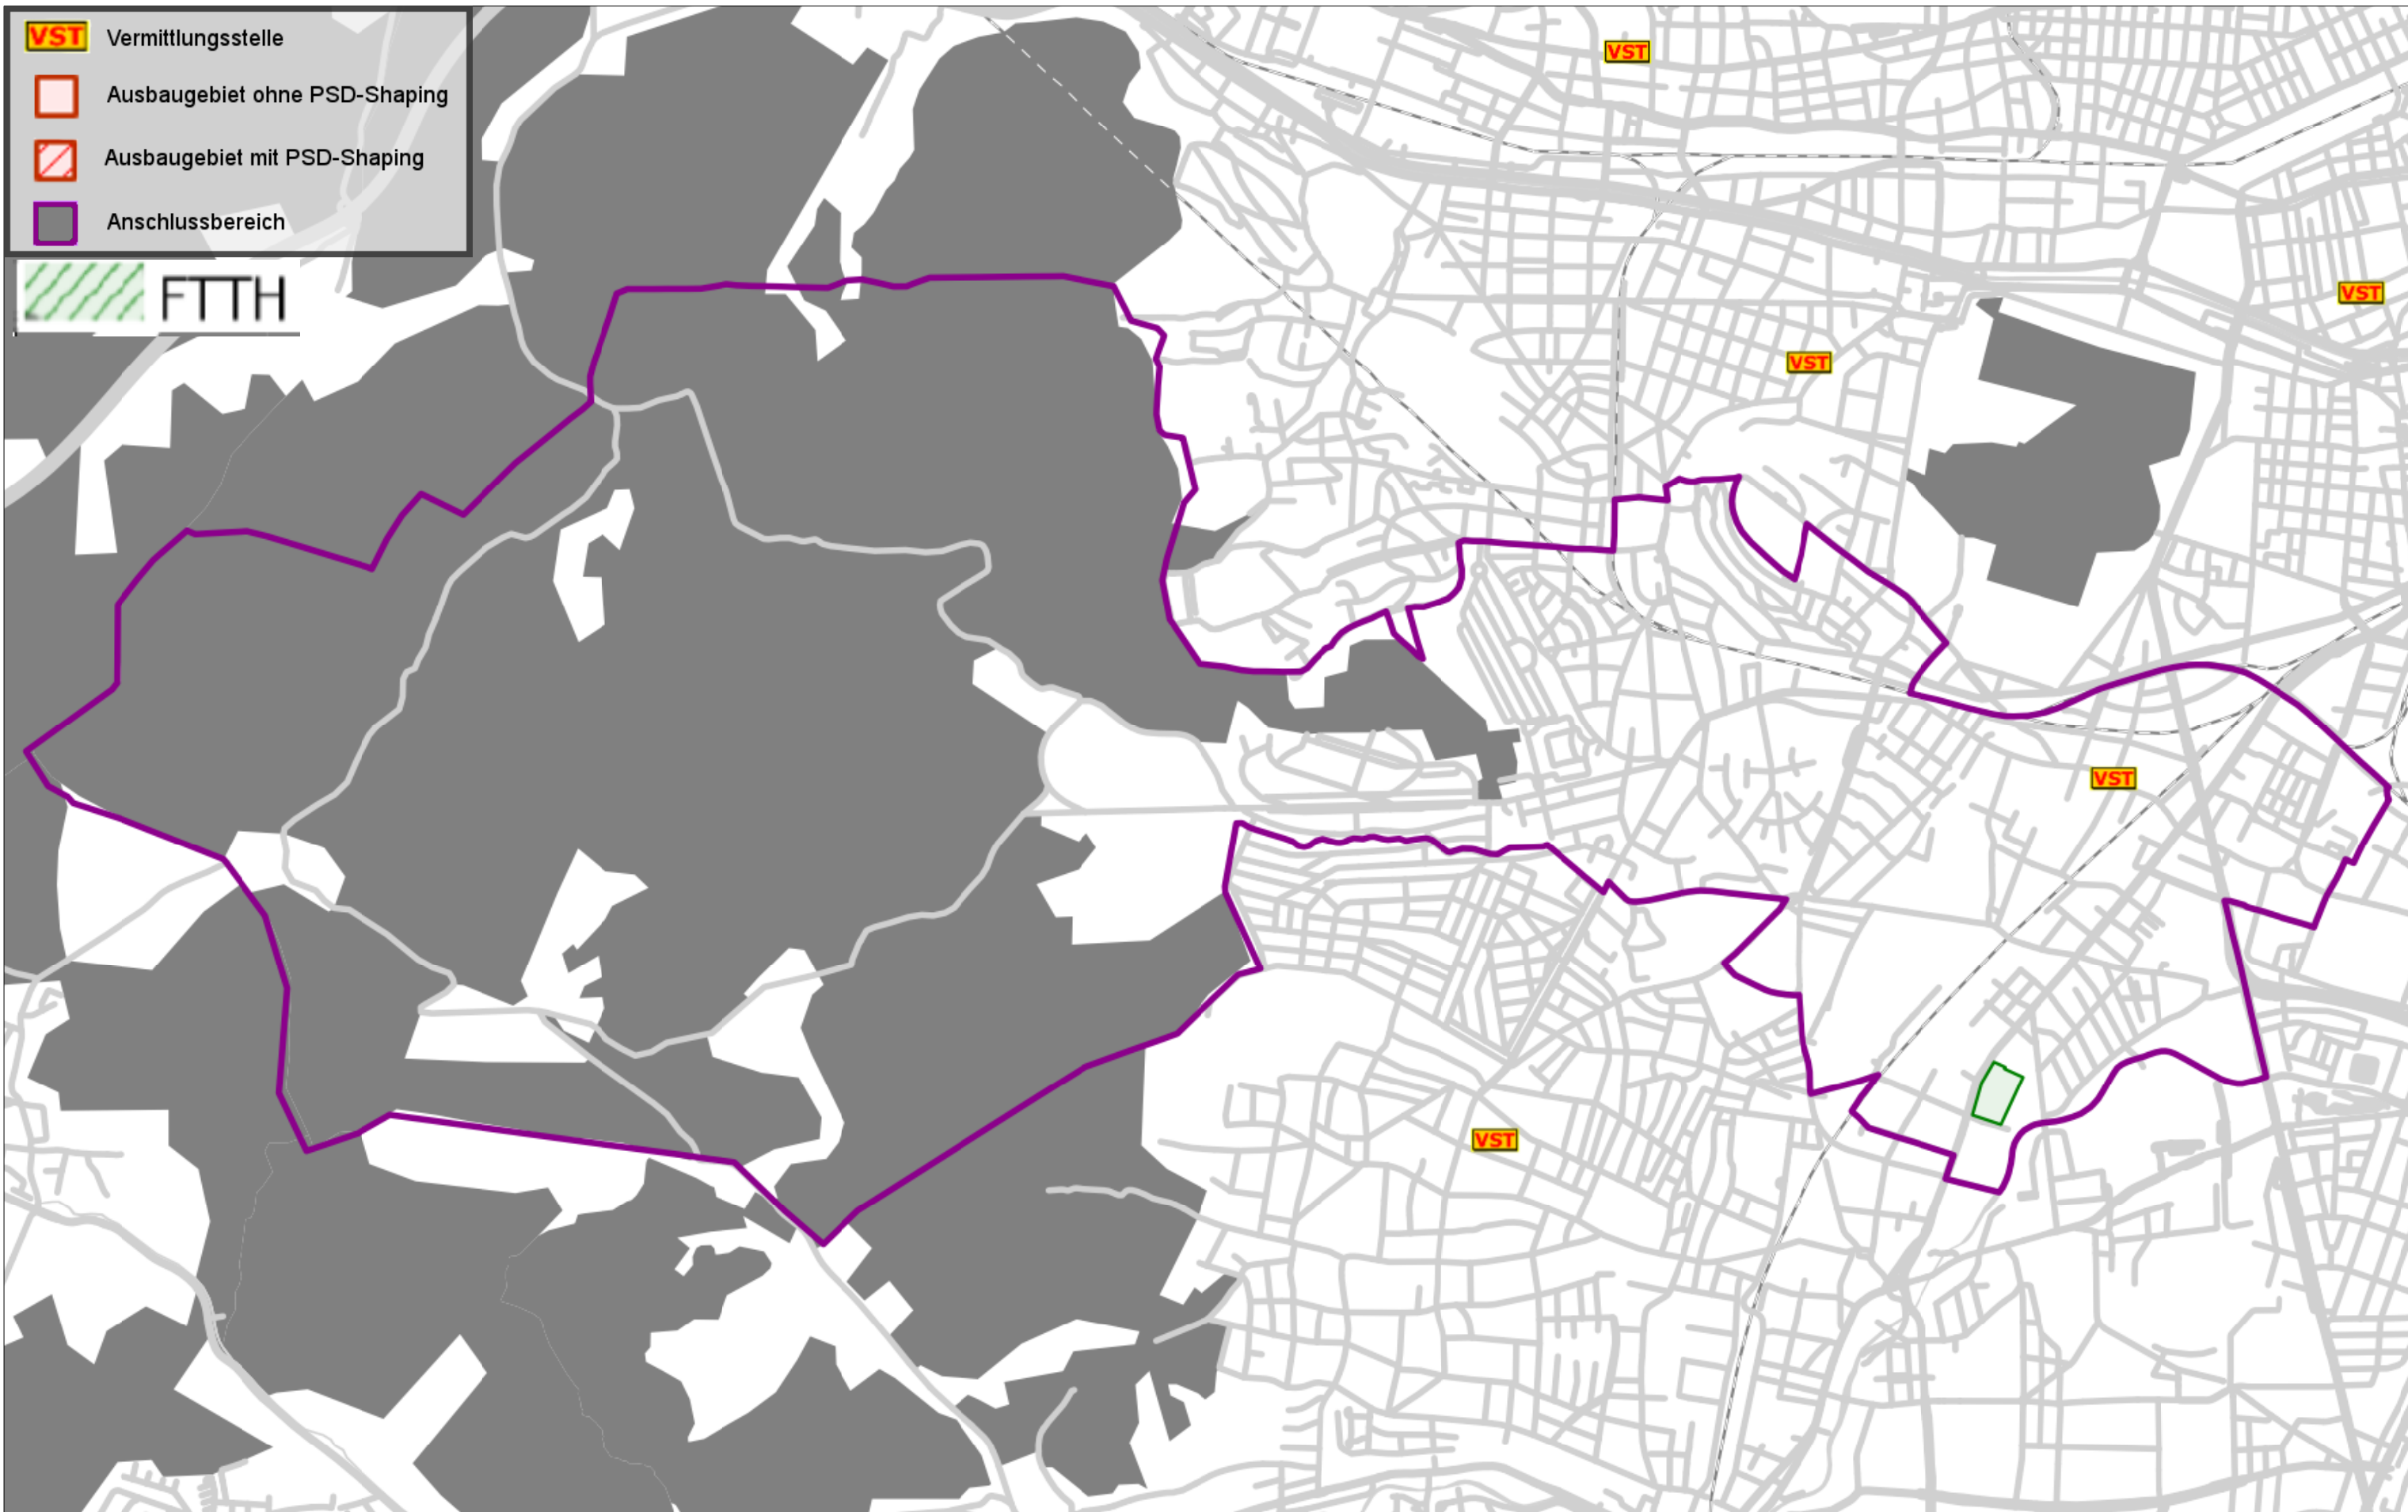 VST Vermittlungsstelle
Ausbaugebiet ohne PSD-Shaping
Ausbaugebiet mit PSD-Shaping
Anschlussbereich
FTTH
VST
VST
VST
VST
VST